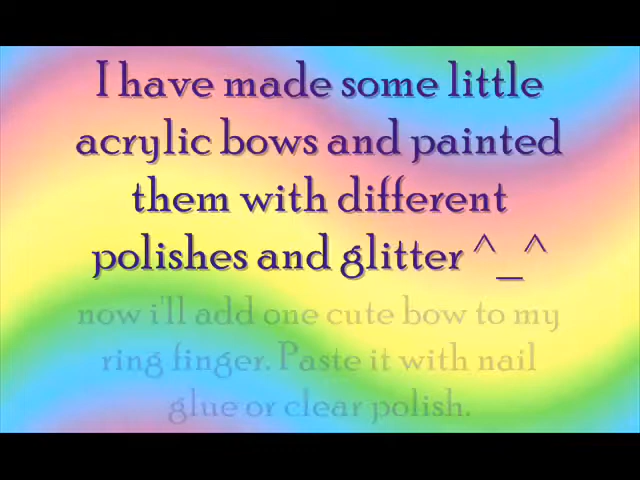 I have made some little
acrylic bows and painted
them with different
polishes and glitter ^_^
now i'll add one cute bow to my
ring finger. Paste it with nail
glue or clear polish.